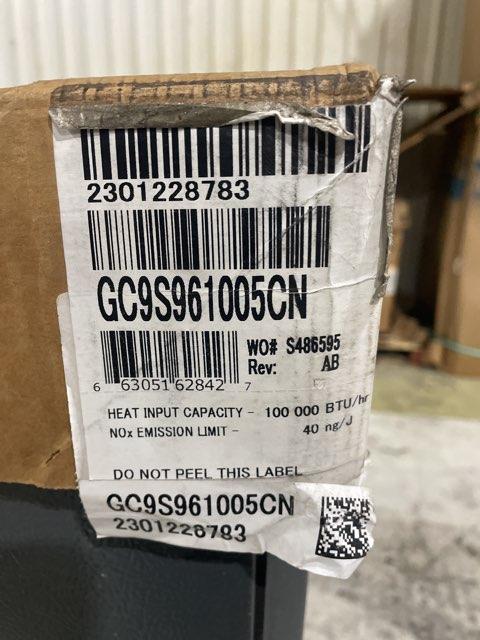 2301228783
GC9S961005CN
WO# S486595
Rev: AB
6 63051 62842 7
HEAT INPUT CAPACITY - 100 000 BTU/hr
NOx EMISSION LIMIT - 40 ng/J
DO NOT PEEL THIS LABEL
GC9S961005CN
2301228783